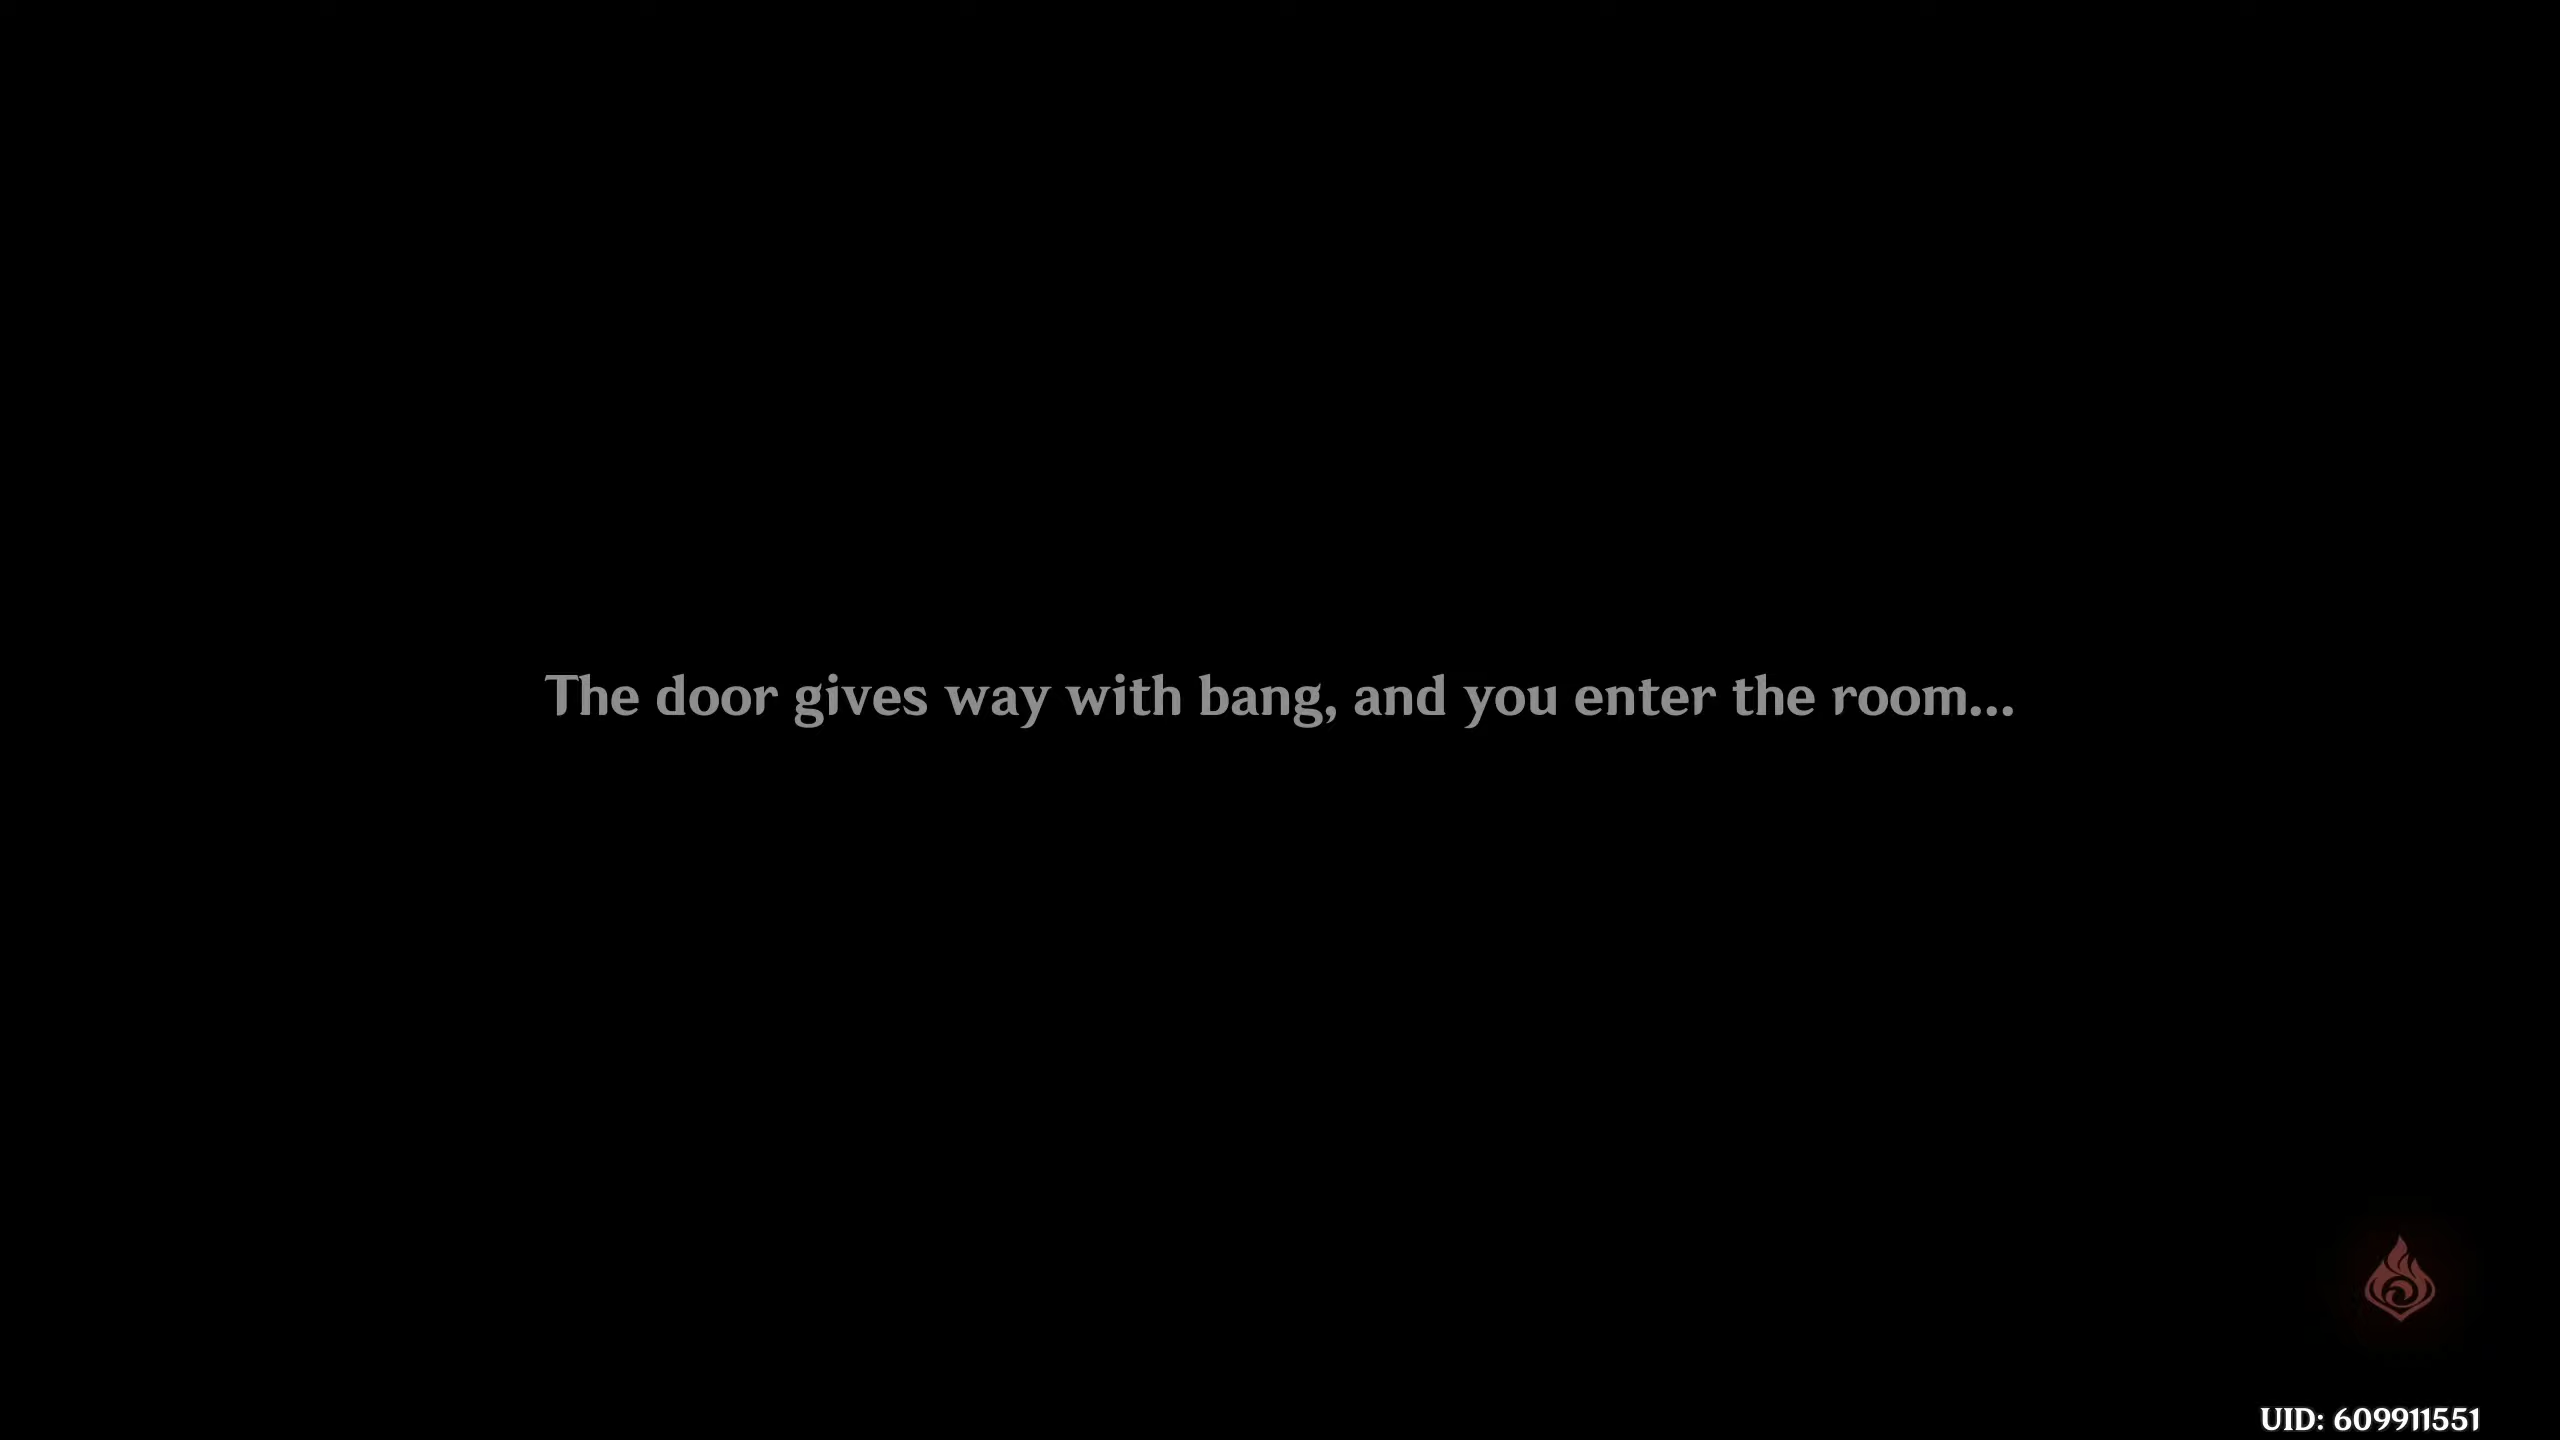 The door gives way with bang, and you enter the room...
UID: 609911551